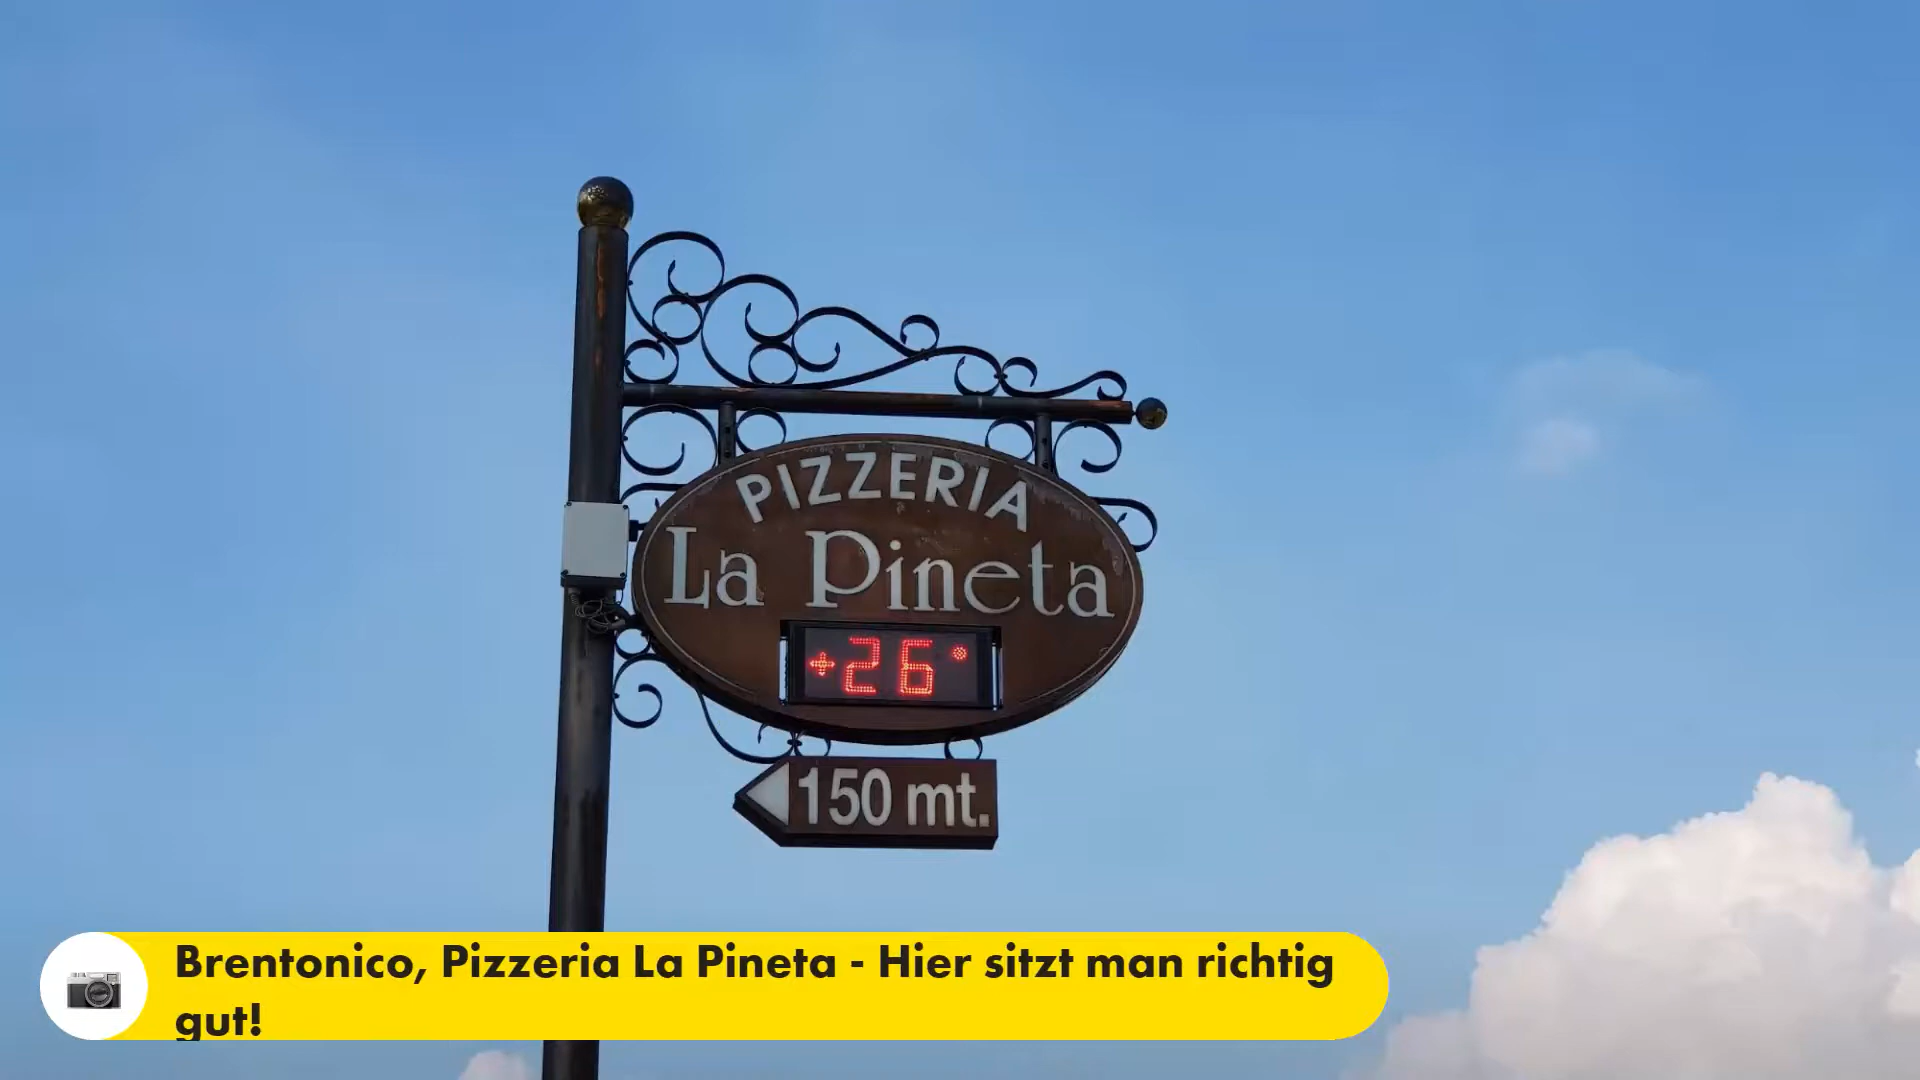 PIZZERIA
La Pineta
+26°
150 mt.
Brentonico, Pizzeria La Pineta - Hier sitzt man richtig
gut!